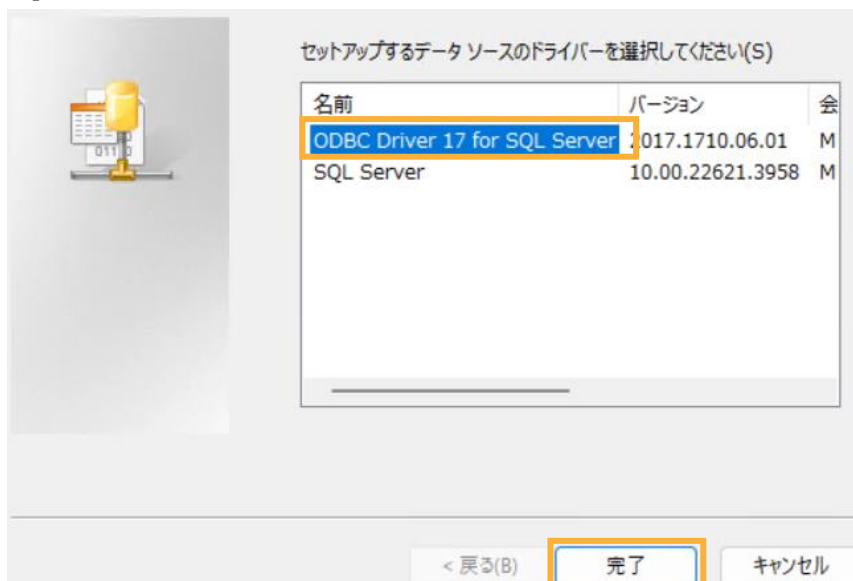 セットアップするデータ ソースのドライバーを選択してください(S)
名前 バージョン 会
ODBC Driver 17 for SQL Server 2017.1710.06.01 M
SQL Server 10.00.22621.3958 M
< 戻る(B) 完了 キャンセル